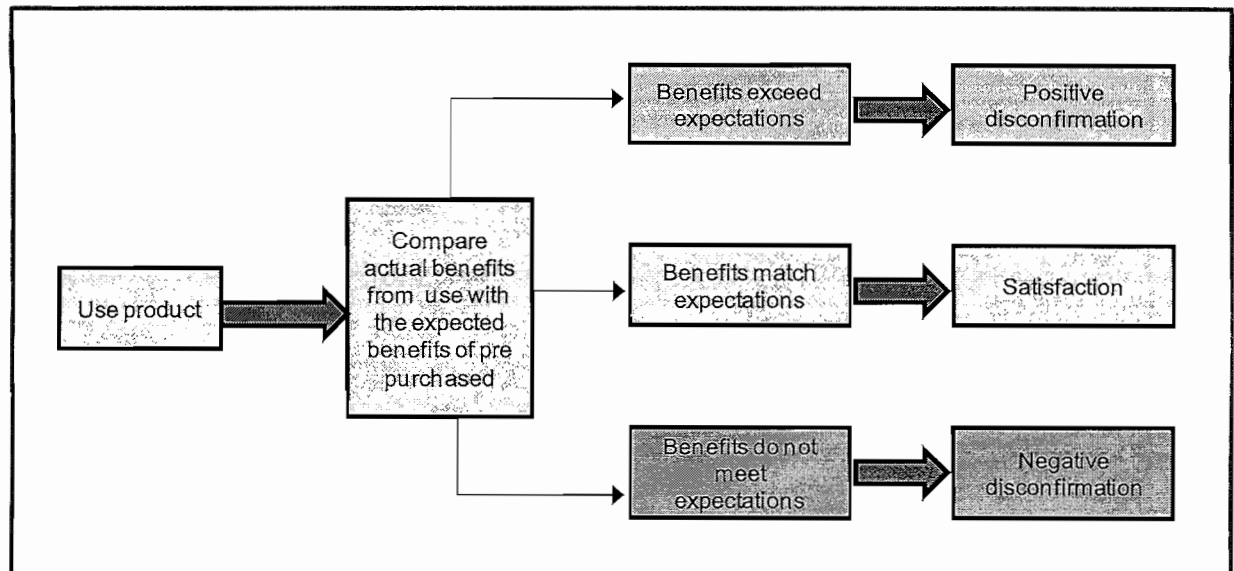 Use product
Compare
actual benefits
from use with
the expected
benefits of pre
purchased
Benefits exceed
expectations
Positive
disconfirmation
Benefits match
expectations
Satisfaction
Benefits do not
meet
expectations
Negative
disconfirmation